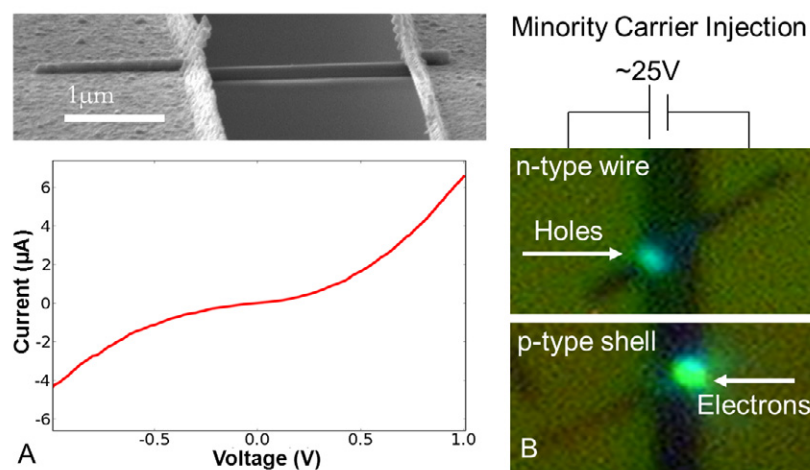 1μm
Current (μA)
6
4
2
0
-2
-4
-6
-0.5
0.0
0.5
1.0
Voltage (V)
A
Minority Carrier Injection
~25V
n-type wire
Holes
p-type shell
Electrons
B